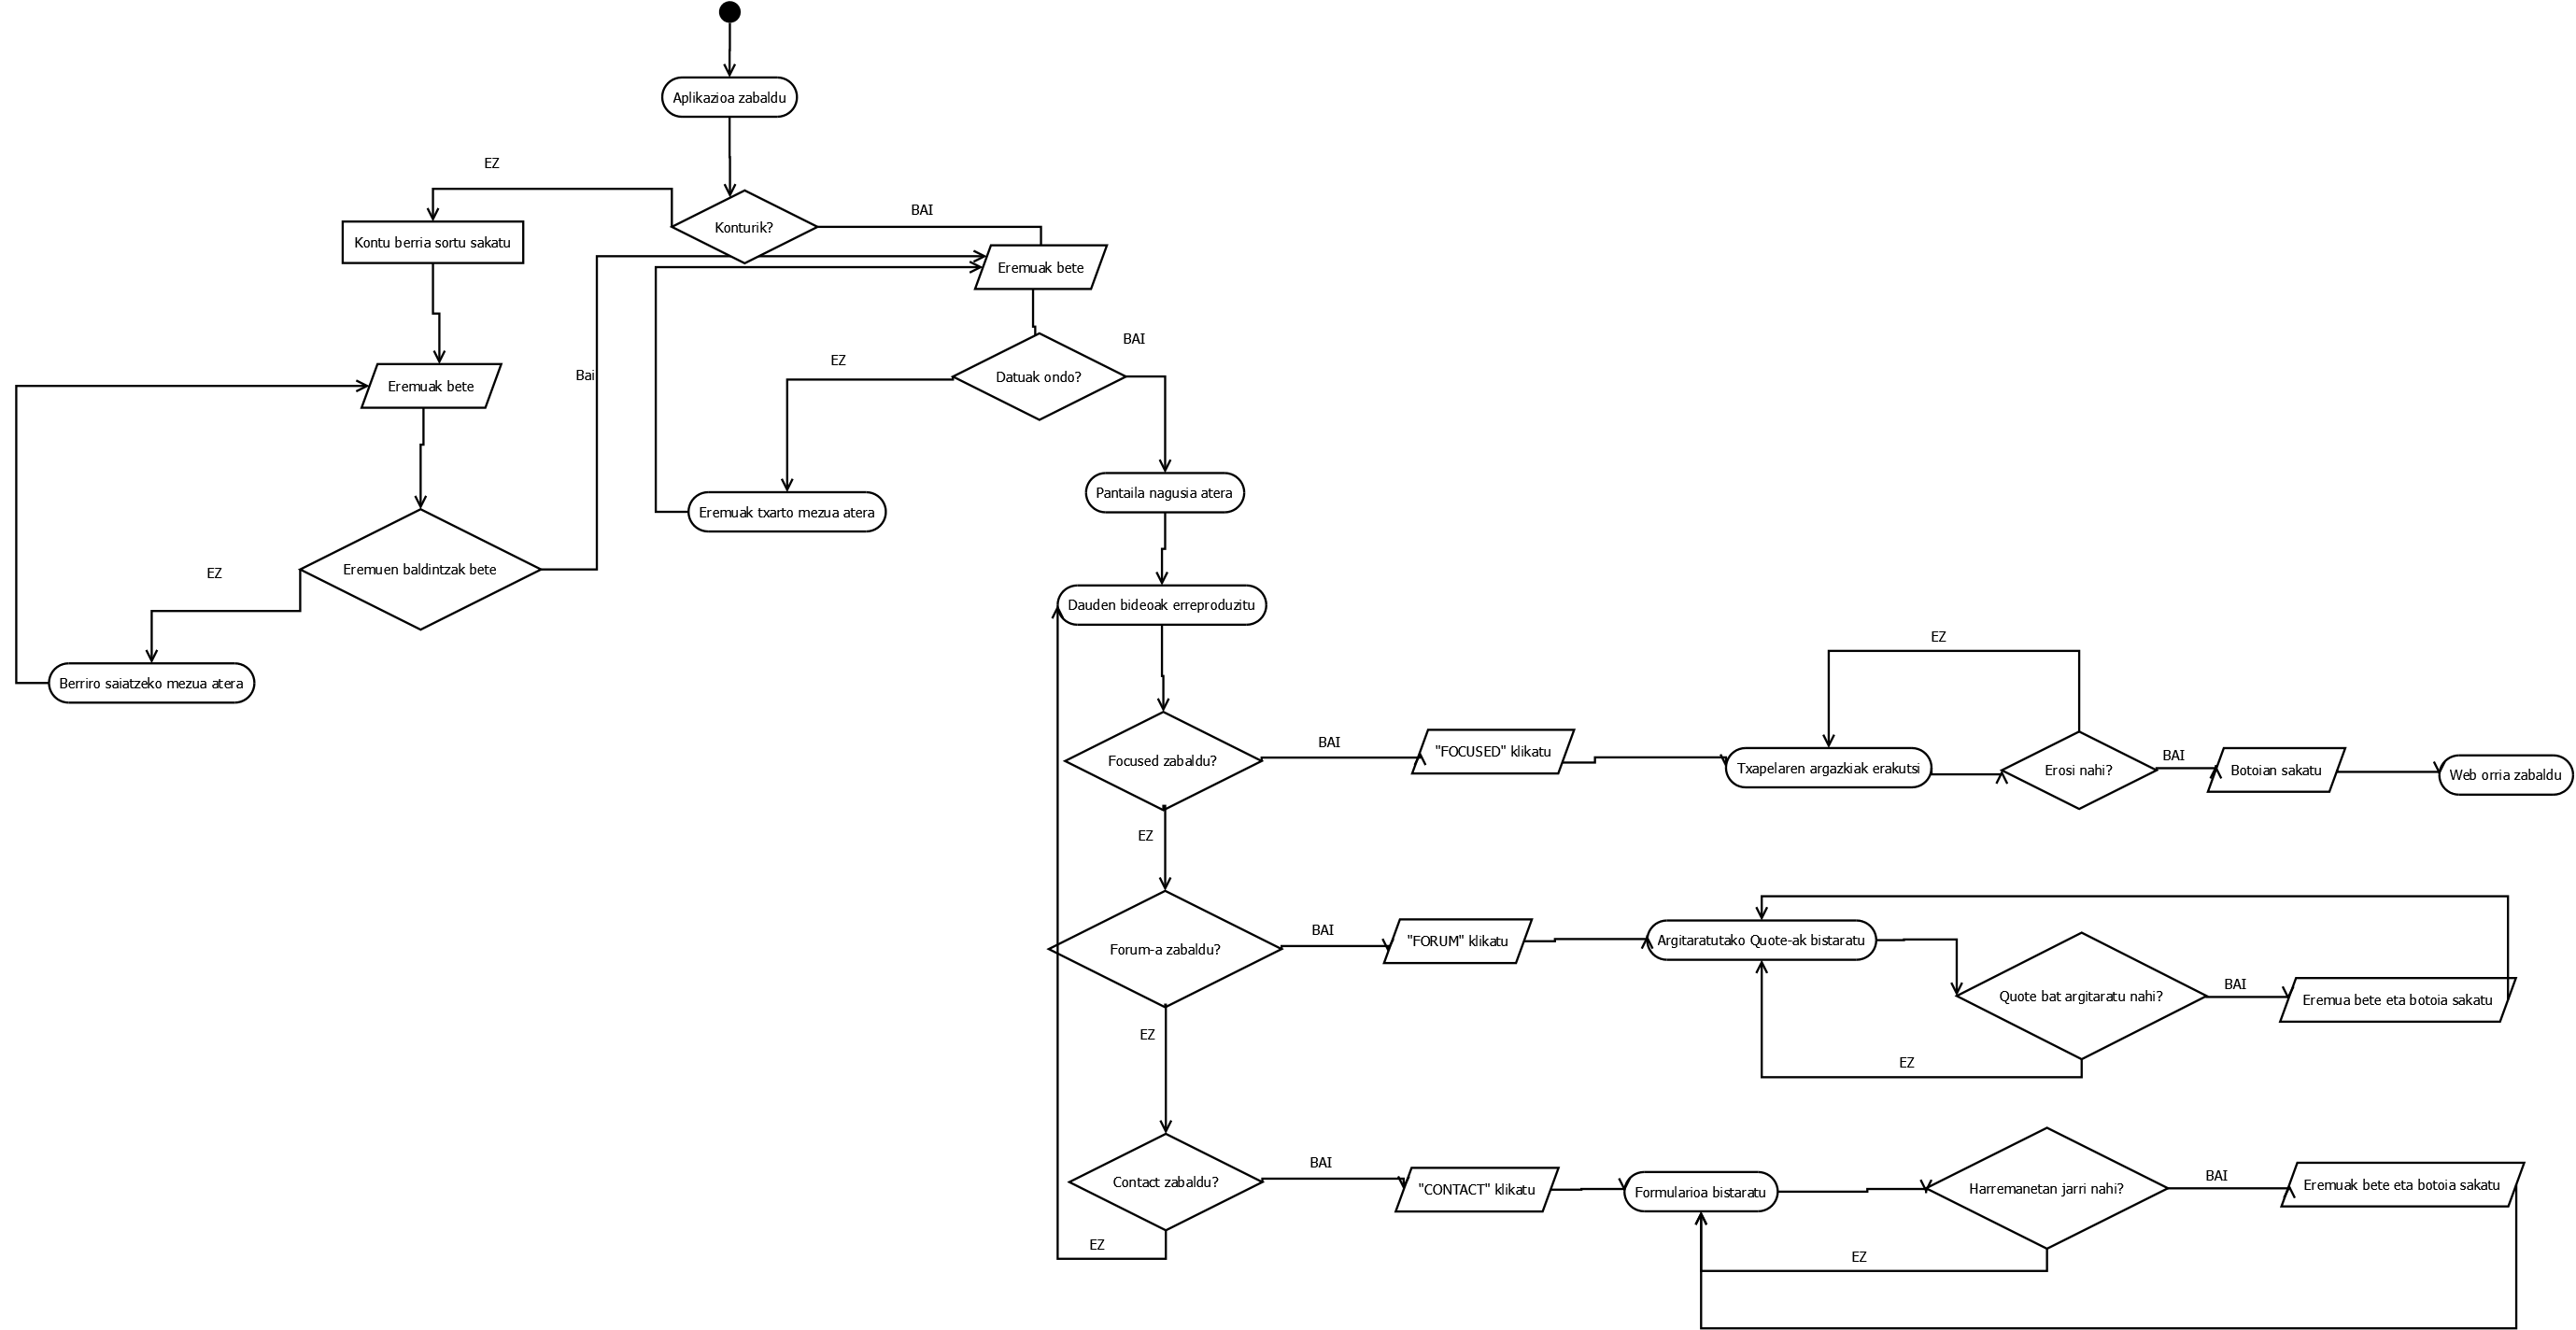 Aplikazioa zabaldu
EZ
Konturik?
BAI
Kontu berria sortu sakatu
Eremuak bete
Eremuak bete
Bai
EZ
Datuak ondo?
BAI
Pantaila nagusia atera
Eremuak txarto mezua atera
Eremuen baldintzak bete
EZ
Berriro saiatzeko mezua atera
Dauden bideoak erreproduzitu
Focused zabaldu?
BAI
"FOCUSED" klikatu
Txapelaren argazkiak erakutsi
EZ
Erosi nahi?
BAI
Botoian sakatu
Web orria zabaldu
EZ
Forum-a zabaldu?
BAI
"FORUM" klikatu
Argitaratutako Quote-ak bistaratu
Quote bat argitaratu nahi?
BAI
Eremua bete eta botoia sakatu
EZ
EZ
Contact zabaldu?
BAI
"CONTACT" klikatu
Formularioa bistaratu
Harremanetan jarri nahi?
BAI
Eremuak bete eta botoia sakatu
EZ
EZ